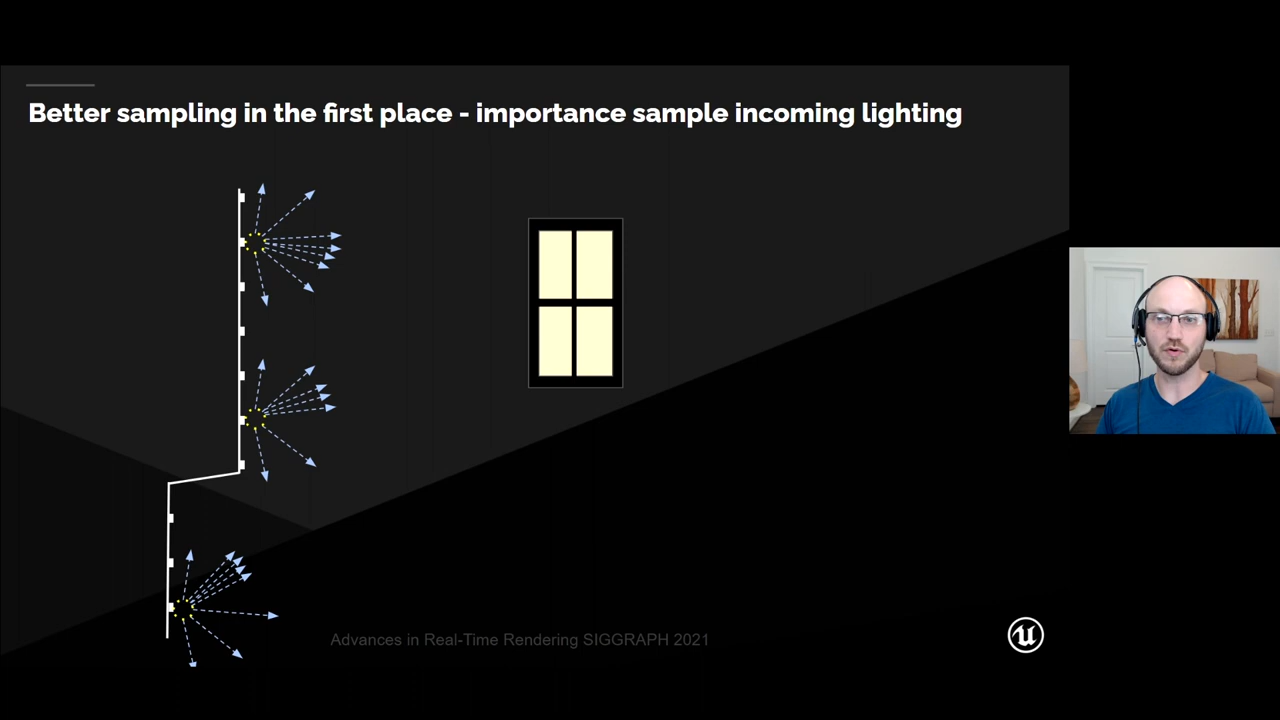 Better sampling in the first place - importance sample incoming lighting
Advances in Real-Time Rendering SIGGRAPH 2021